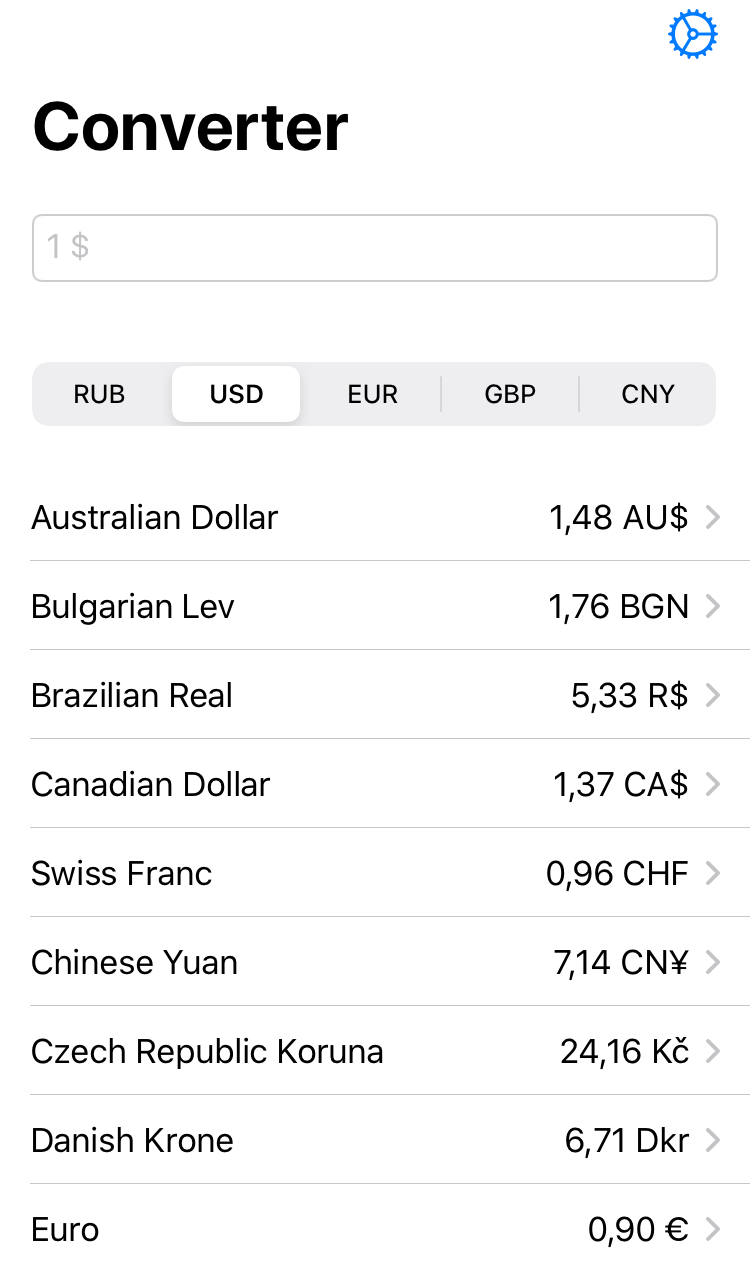 Converter
1 $
RUB USD EUR GBP CNY
Australian Dollar 1,48 AU$
Bulgarian Lev 1,76 BGN
Brazilian Real 5,33 R$
Canadian Dollar 1,37 CA$
Swiss Franc 0,96 CHF
Chinese Yuan 7,14 CN¥
Czech Republic Koruna 24,16 Kč
Danish Krone 6,71 Dkr
Euro 0,90 €